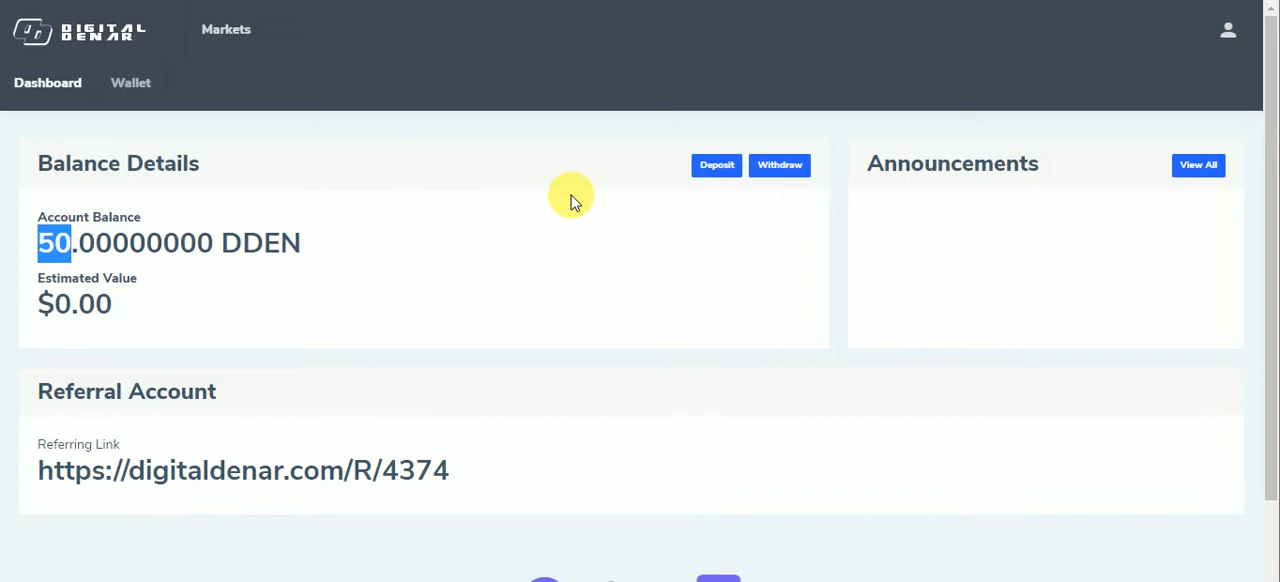 DIGITAL
DENAR
Markets
Dashboard
Wallet
Balance Details
Deposit
Withdraw
Account Balance
50.00000000 DDEN
Estimated Value
$0.00
Announcements
View All
Referral Account
Referring Link
https://digitaldenar.com/R/4374